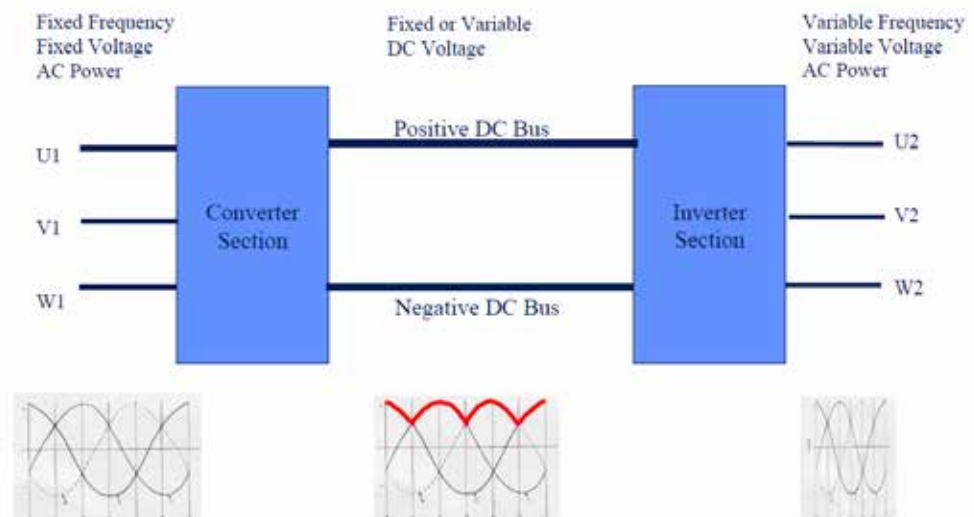 Fixed Frequency
Fixed Voltage
AC Power
Fixed or Variable
DC Voltage
Variable Frequency
Variable Voltage
AC Power
U1
V1
W1
Converter
Section
Positive DC Bus
Negative DC Bus
Inverter
Section
U2
V2
W2